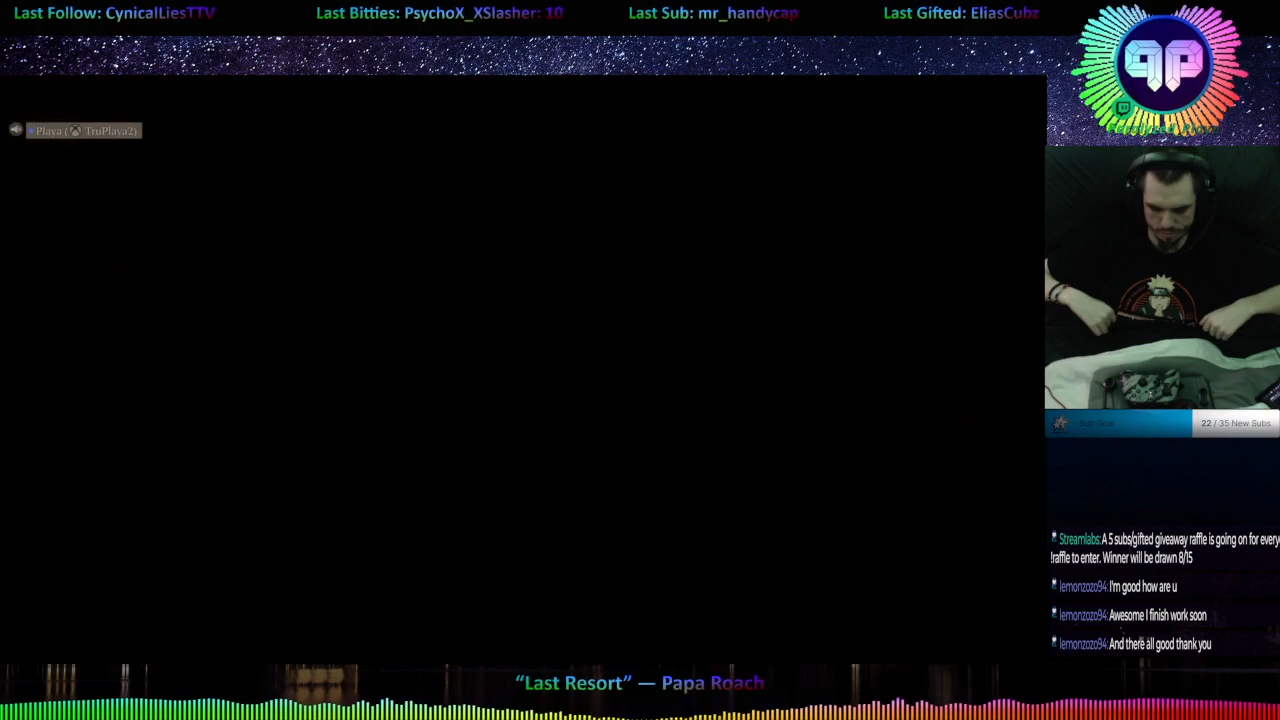 Last Follow: CynicalLiesTTV
Last Bitties: PsychoX_XSlasher: 10
Last Sub: mr_handycap
Last Gifted: EliasCubz
Playa (TruPlaya2)
Sub Goal
22 / 35 New Subs
Streamlabs: A 5 subs/gifted giveaway raffle is going on for every
!raffle to enter. Winner will be drawn 8/15
lemonzozo94: I'm good how are u
lemonzozo94: Awesome I finish work soon
lemonzozo94: And there all good thank you
“Last Resort” — Papa Roach